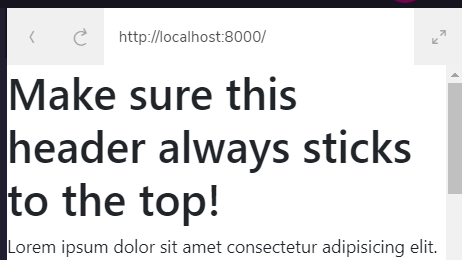 http://localhost:8000/
Make sure this
header always sticks
to the top!
Lorem ipsum dolor sit amet consectetur adipisicing elit.